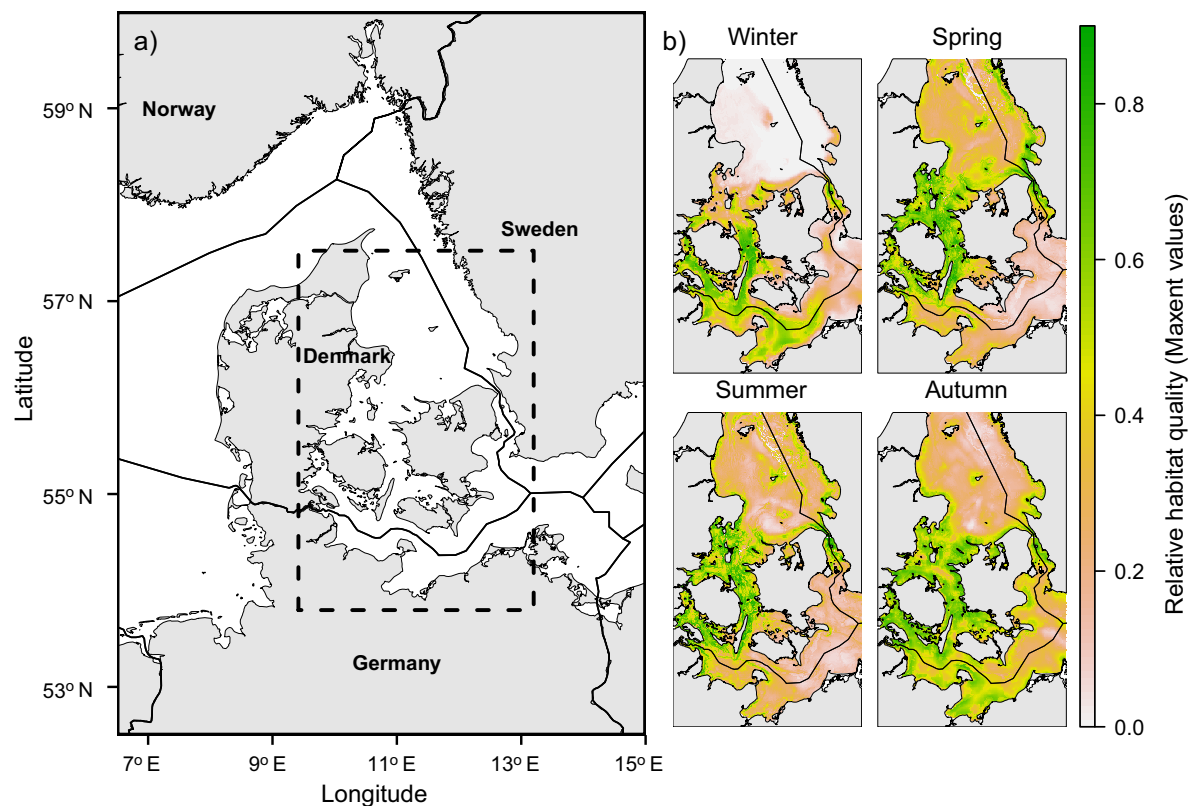 a)
Norway
Sweden
Denmark
Germany
59° N
57° N
55° N
53° N
Latitude
7° E
9° E
11° E
13° E
15° E
Longitude
b)
Winter
Spring
Summer
Autumn
0.8
0.6
0.4
0.2
0.0
Relative habitat quality (Maxent values)